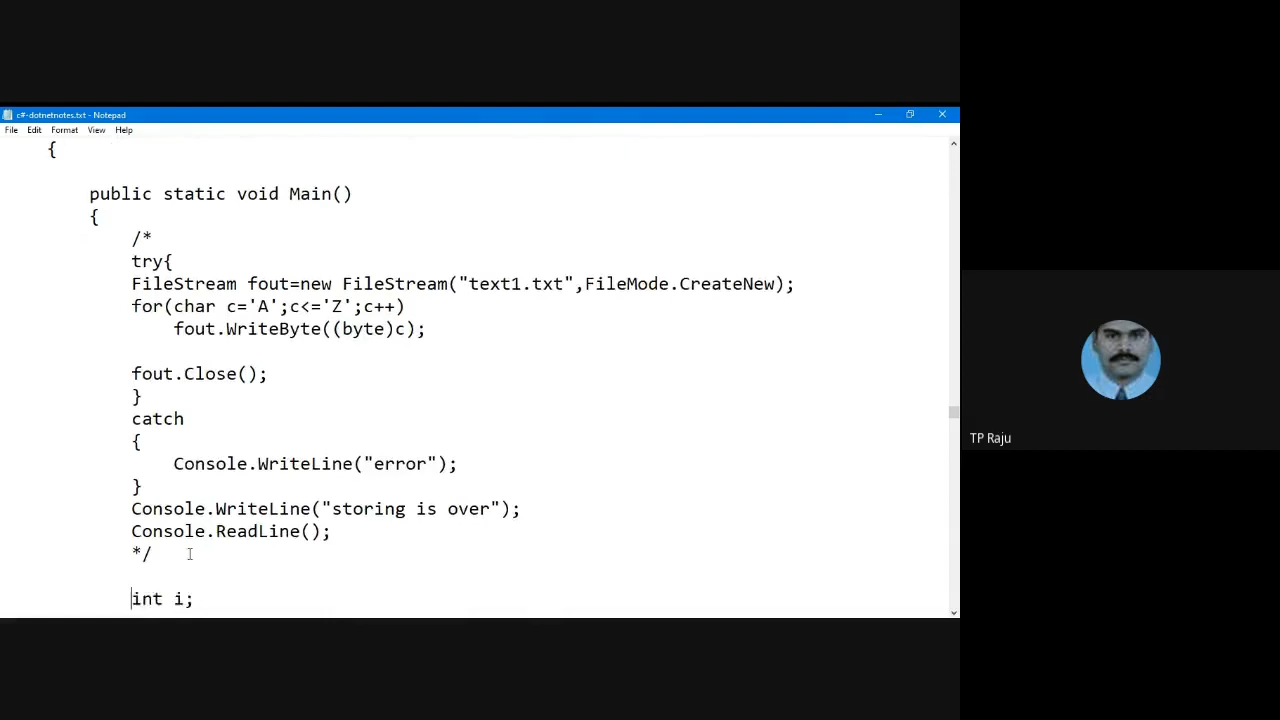 c#-dotnetnotes.txt - Notepad
File Edit Format View Help
{
public static void Main()
{
/*
try{
FileStream fout=new FileStream("text1.txt",FileMode.CreateNew);
for(char c='A';c<='Z';c++)
fout.WriteByte((byte)c);
fout.Close();
}
catch
{
Console.WriteLine("error");
}
Console.WriteLine("storing is over");
Console.ReadLine();
*/
int i;
TP Raju